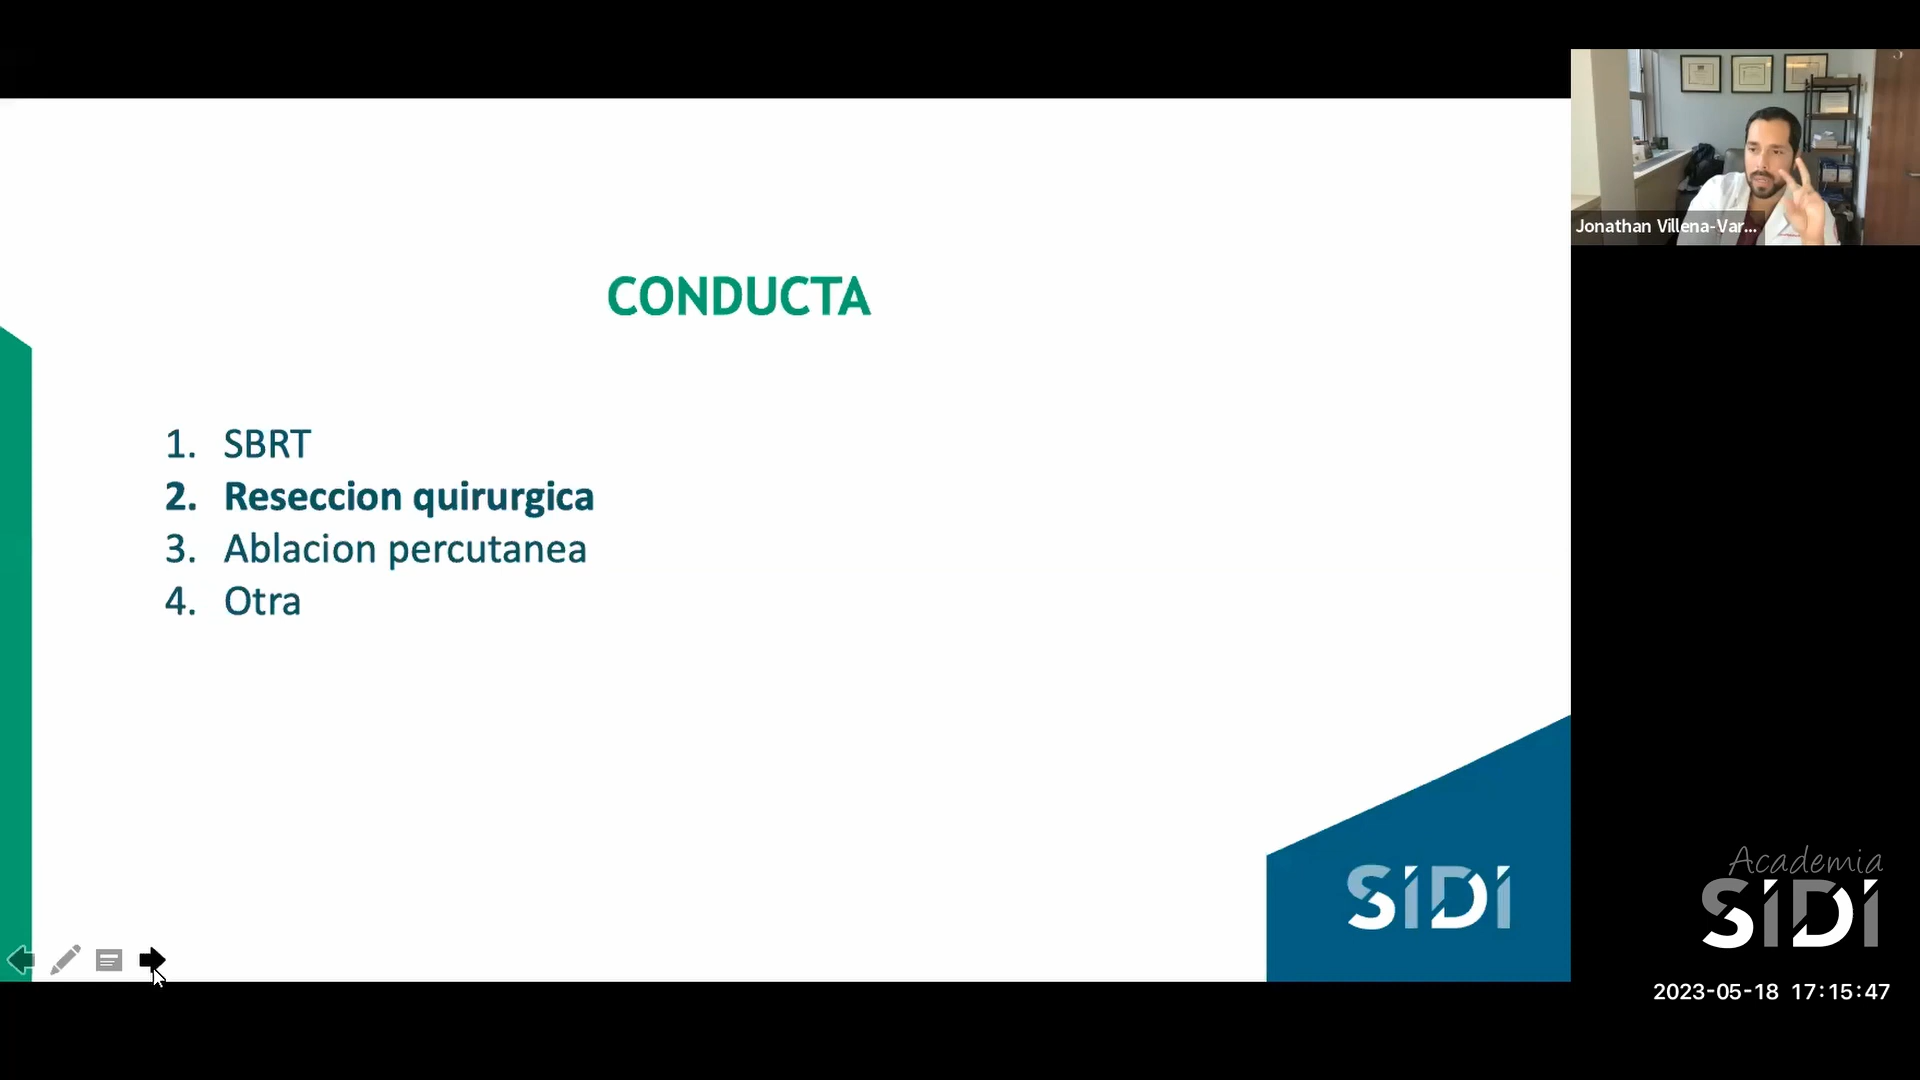 Jonathan Villena-Var...
CONDUCTA
1. SBRT
2. Reseccion quirurgica
3. Ablacion percutanea
4. Otra
SiDi
Academia
SiDi
2023-05-18 17:15:47